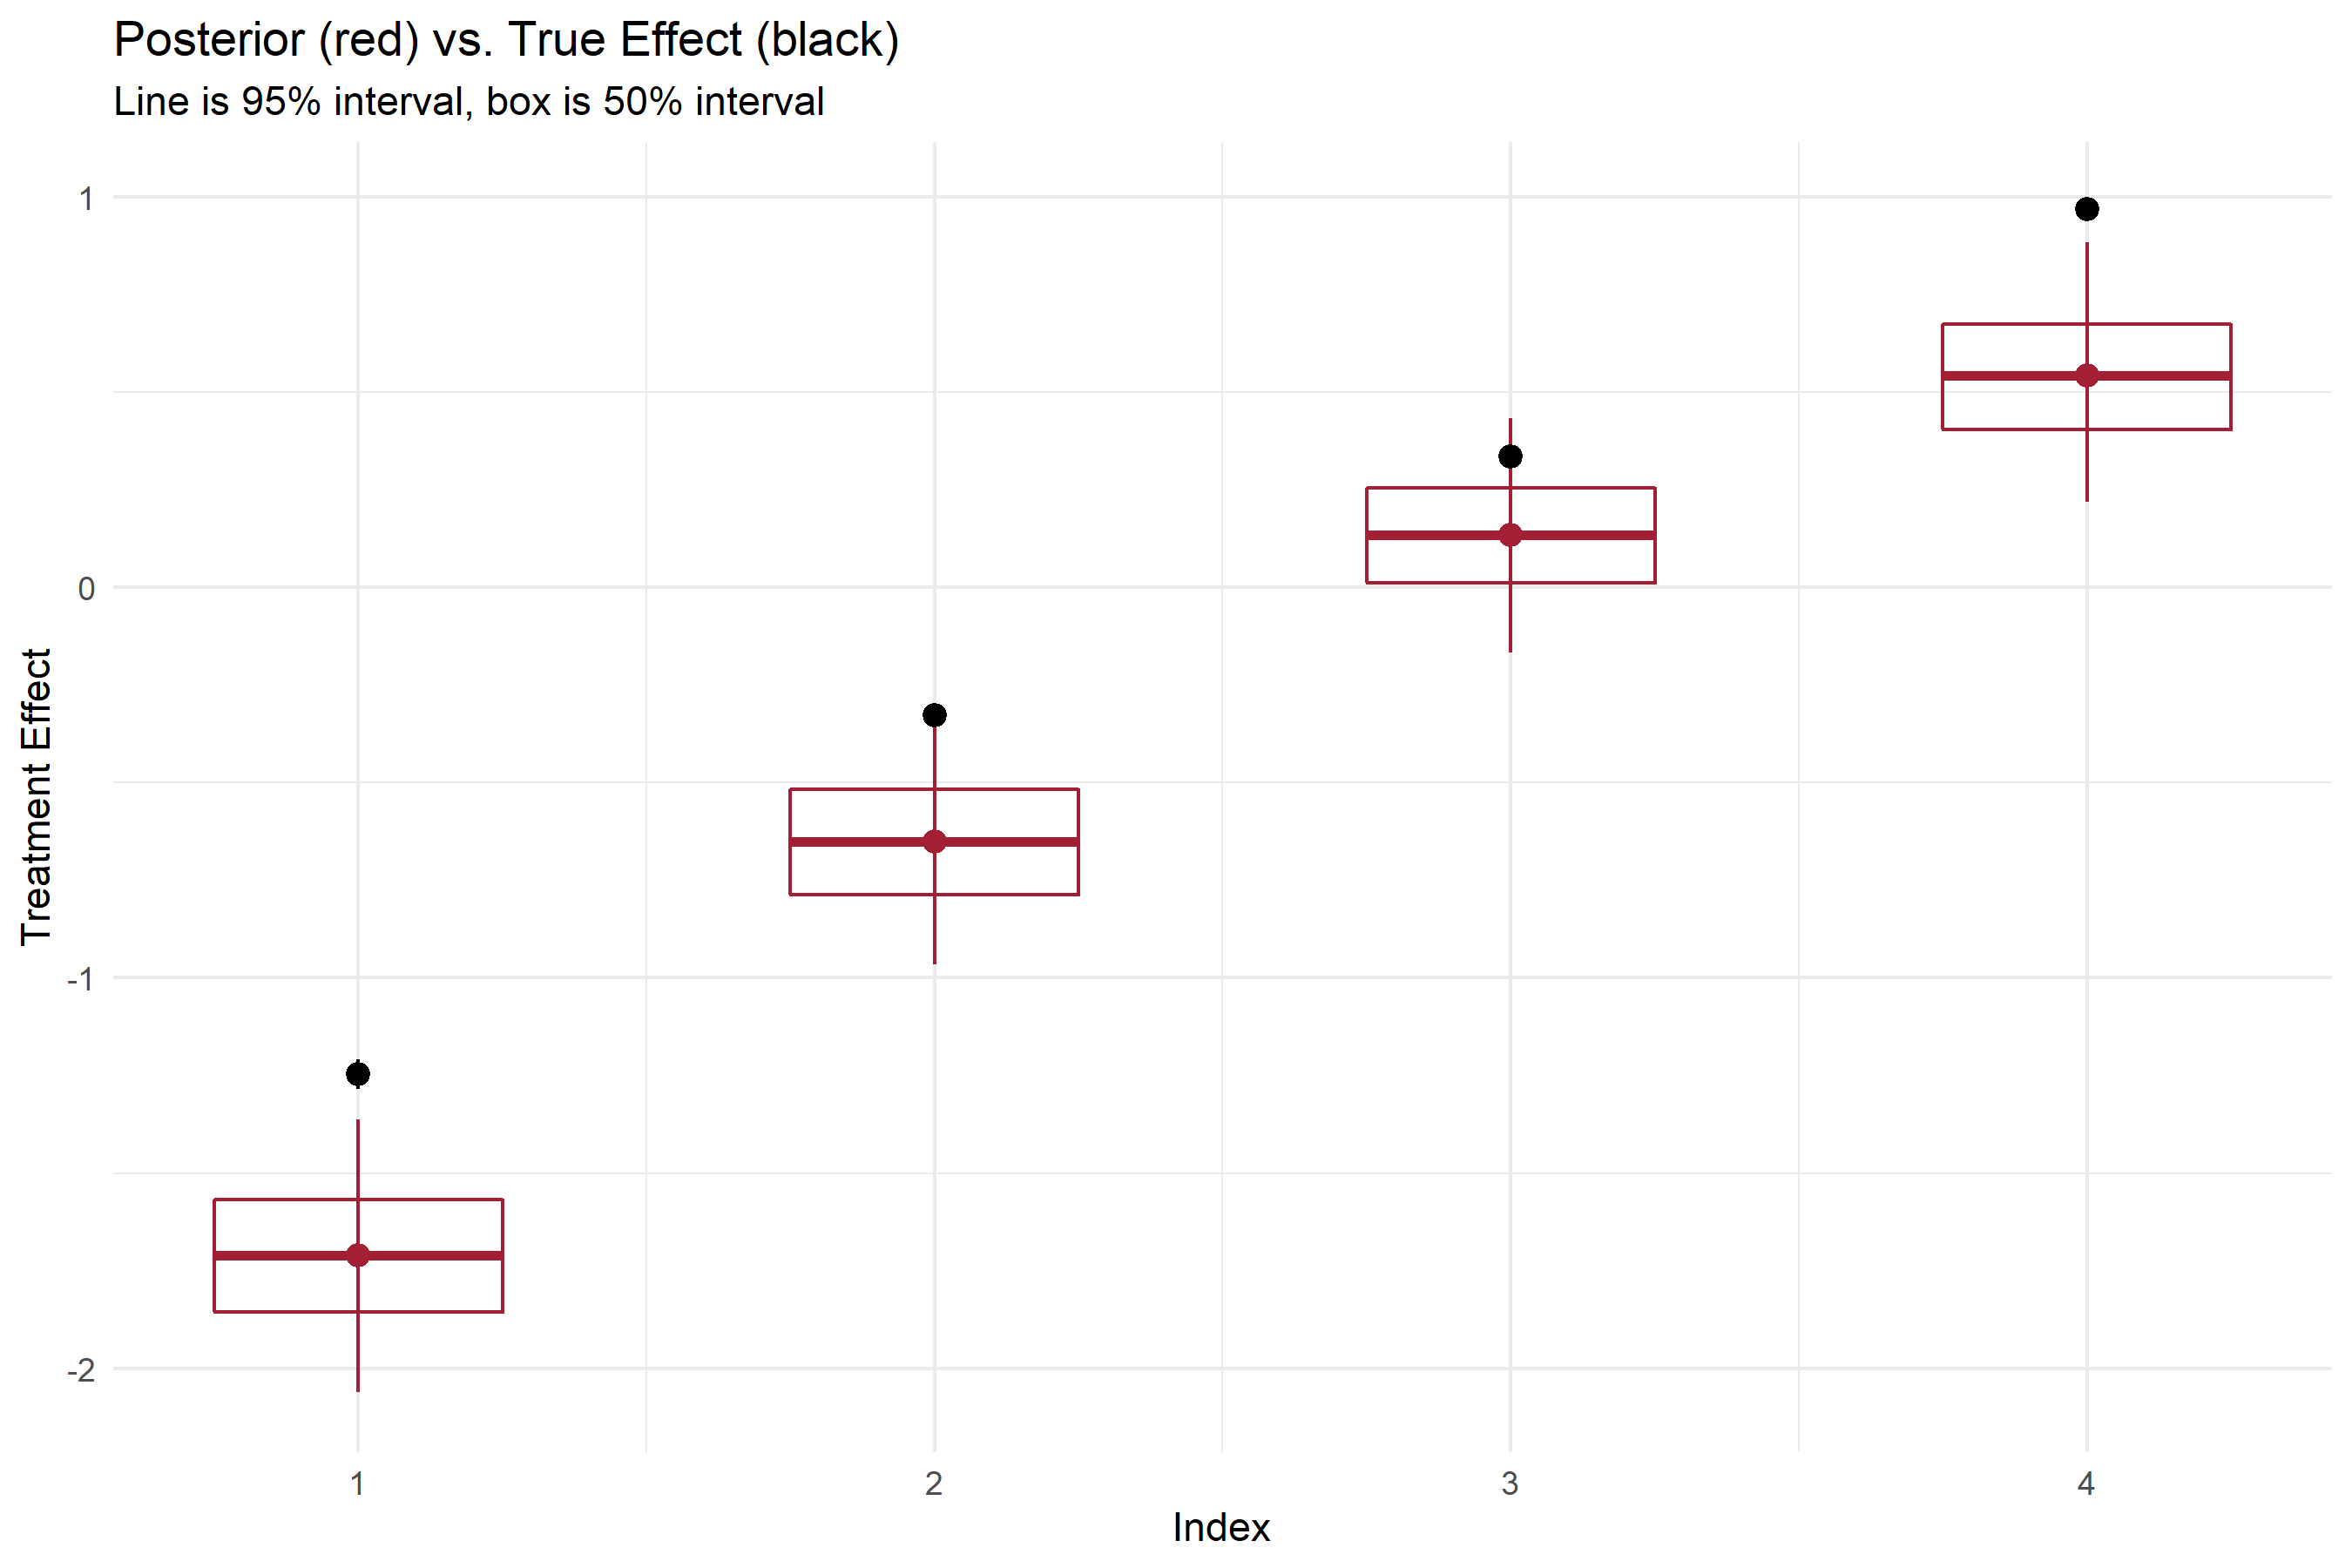 Posterior (red) vs. True Effect (black)
Line is 95% interval, box is 50% interval
1
0
-1
-2
Treatment Effect
1
2
3
4
Index